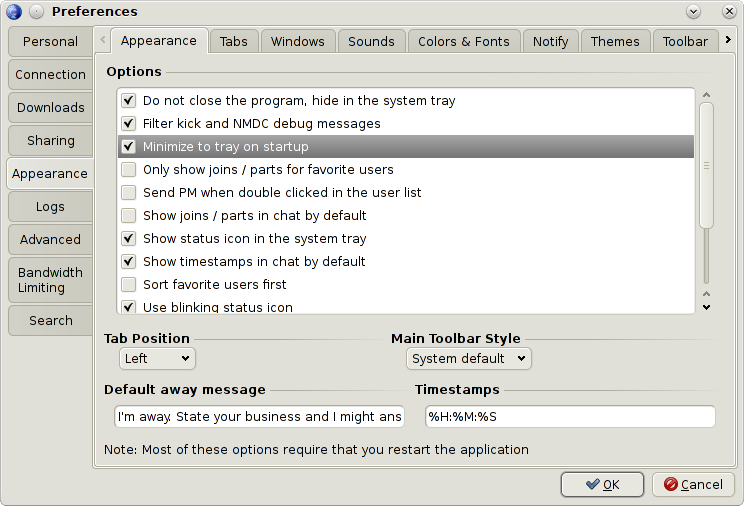 Preferences
Personal
Connection
Downloads
Sharing
Appearance
Logs
Advanced
Bandwidth
Limiting
Search
Appearance
Tabs
Windows
Sounds
Colors & Fonts
Notify
Themes
Toolbar
Options
Do not close the program, hide in the system tray
Filter kick and NMDC debug messages
Minimize to tray on startup
Only show joins / parts for favorite users
Send PM when double clicked in the user list
Show joins / parts in chat by default
Show status icon in the system tray
Show timestamps in chat by default
Sort favorite users first
Use blinking status icon
Tab Position
Left
Main Toolbar Style
System default
Default away message
I'm away. State your business and I might ans
Timestamps
%H:%M:%S
Note: Most of these options require that you restart the application
OK
Cancel